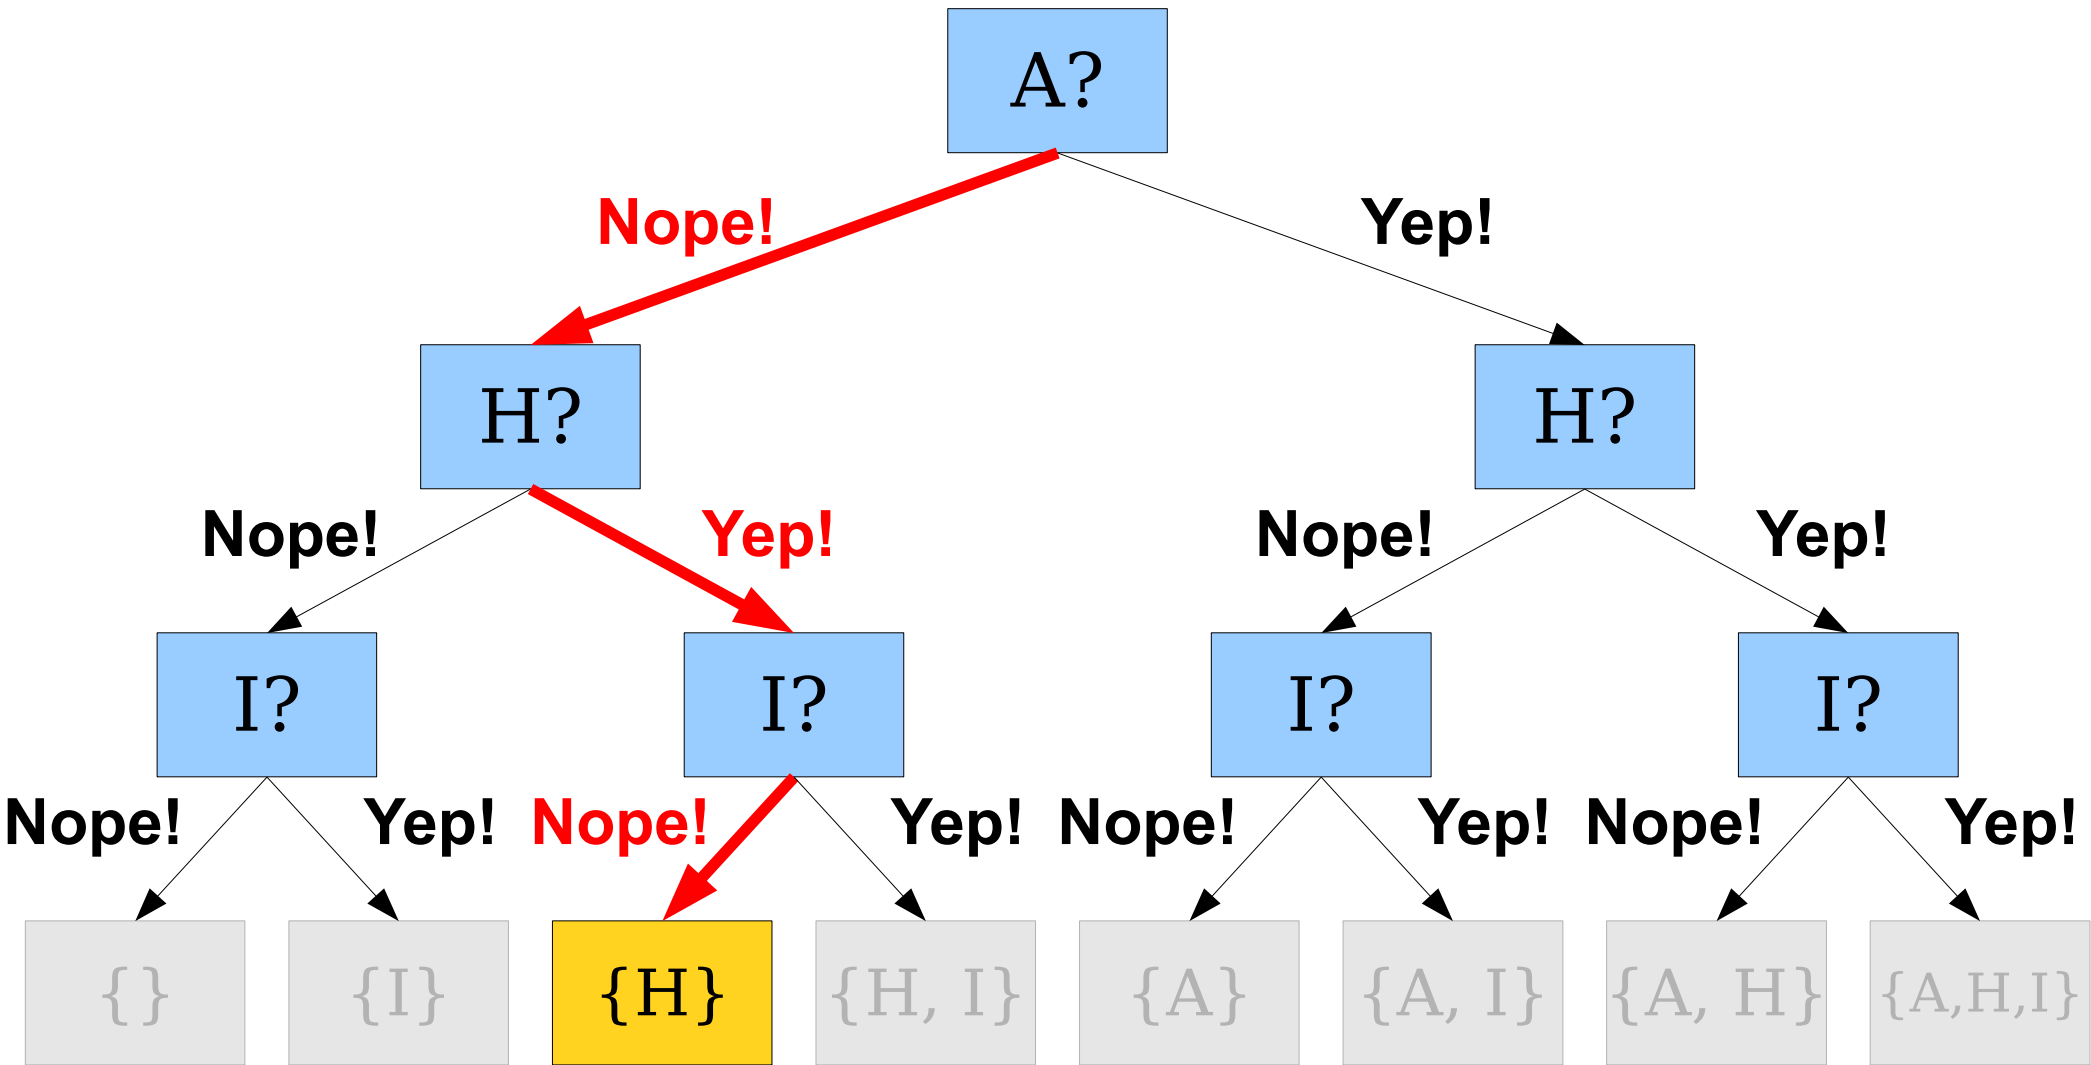 A?
Nope!
Yep!
H?
H?
Nope!
Yep!
Nope!
Yep!
I?
I?
I?
I?
Nope!
Yep!
Nope!
Yep!
Nope!
Yep!
Nope!
Yep!
{}
{I}
{H}
{H, I}
{A}
{A, I}
{A, H}
{A,H,I}